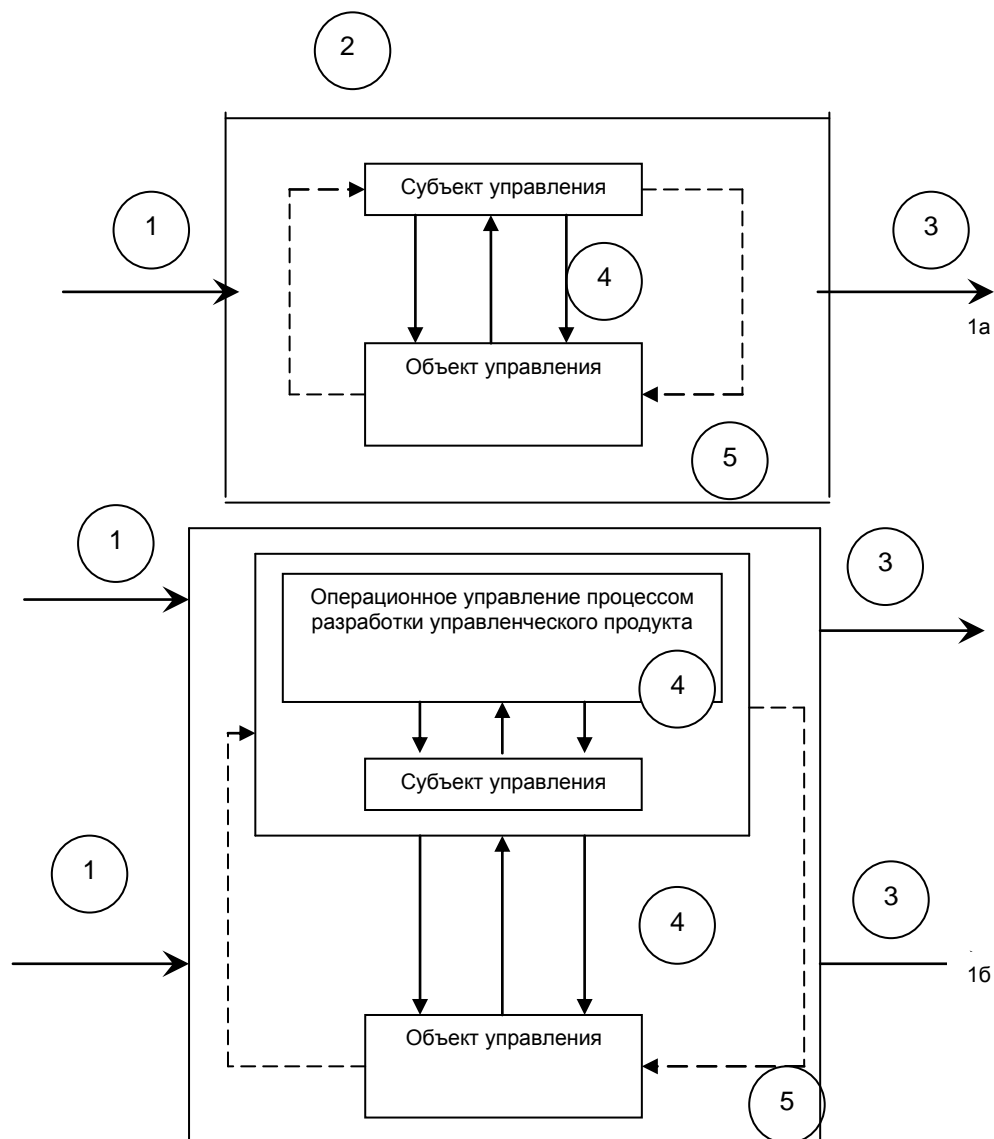 2
Субъект управления
1
3
4
1а
Объект управления
5
1
3
Операционное управление процессом
разработки управленческого продукта
4
Субъект управления
1
3
4
1б
Объект управления
5